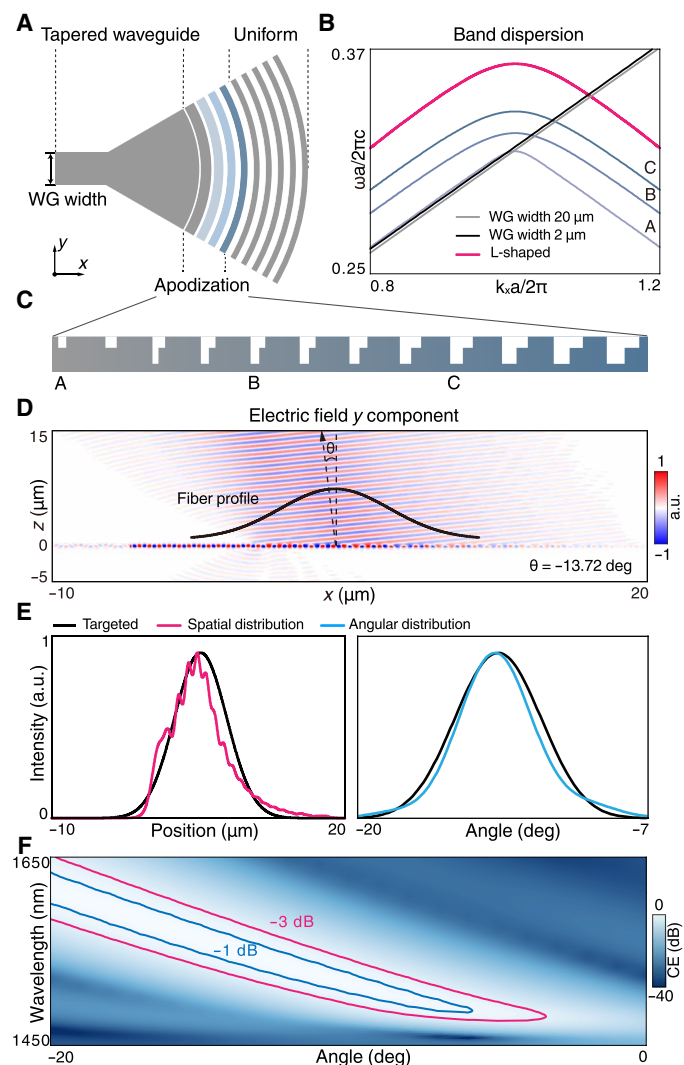 A
Tapered waveguide
Uniform
WG width
y
x
Apodization
B
Band dispersion
0.37
ωa/2πc
C
B
A
WG width 20 μm
WG width 2 μm
L-shaped
0.25
0.8
kₓa/2π
1.2
C
A
B
C
D
Electric field y component
15
z (μm)
0
−5
θ
Fiber profile
θ = −13.72 deg
−10
x (μm)
20
1
a.u.
−1
E
Targeted
Spatial distribution
Angular distribution
1
Intensity (a.u.)
0
−10
Position (μm)
20
−20
Angle (deg)
−7
F
1650
Wavelength (nm)
1450
−3 dB
−1 dB
−20
Angle (deg)
0
0
CE (dB)
−40